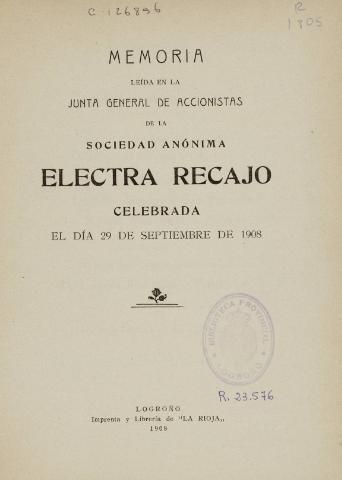 C-126896
R
1305
MEMORIA
LEÍDA EN LA
JUNTA GENERAL DE ACCIONISTAS
DE LA
SOCIEDAD ANÓNIMA
ELECTRA RECAJO
CELEBRADA
EL DÍA 29 DE SEPTIEMBRE DE 1908
BIBLIOTECA PROVINCIAL
LOGROÑO
R. 23.576
LOGROÑO
Imprenta y Librería de "LA RIOJA„
1908